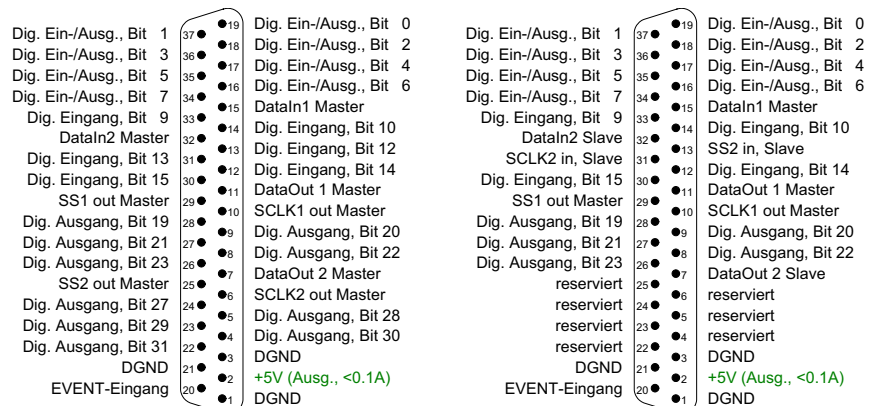 19 Dig. Ein-/Ausg., Bit 0
Dig. Ein-/Ausg., Bit 1 37
18 Dig. Ein-/Ausg., Bit 2
Dig. Ein-/Ausg., Bit 3 36
17 Dig. Ein-/Ausg., Bit 4
Dig. Ein-/Ausg., Bit 5 35
16 Dig. Ein-/Ausg., Bit 6
Dig. Ein-/Ausg., Bit 7 34
15 DataIn1 Master
Dig. Eingang, Bit 9 33
14 Dig. Eingang, Bit 10
DataIn2 Master 32
13 Dig. Eingang, Bit 12
Dig. Eingang, Bit 13 31
12 Dig. Eingang, Bit 14
Dig. Eingang, Bit 15 30
11 DataOut 1 Master
SS1 out Master 29
10 SCLK1 out Master
Dig. Ausgang, Bit 19 28
9 Dig. Ausgang, Bit 20
Dig. Ausgang, Bit 21 27
8 Dig. Ausgang, Bit 22
Dig. Ausgang, Bit 23 26
7 DataOut 2 Master
SS2 out Master 25
6 SCLK2 out Master
Dig. Ausgang, Bit 27 24
5 Dig. Ausgang, Bit 28
Dig. Ausgang, Bit 29 23
4 Dig. Ausgang, Bit 30
Dig. Ausgang, Bit 31 22
3 DGND
DGND 21
2 +5V (Ausg., <0.1A)
EVENT-Eingang 20
1 DGND
19 Dig. Ein-/Ausg., Bit 0
Dig. Ein-/Ausg., Bit 1 37
18 Dig. Ein-/Ausg., Bit 2
Dig. Ein-/Ausg., Bit 3 36
17 Dig. Ein-/Ausg., Bit 4
Dig. Ein-/Ausg., Bit 5 35
16 Dig. Ein-/Ausg., Bit 6
Dig. Ein-/Ausg., Bit 7 34
15 DataIn1 Master
Dig. Eingang, Bit 9 33
14 Dig. Eingang, Bit 10
DataIn2 Slave 32
13 SS2 in, Slave
SCLK2 in, Slave 31
12 Dig. Eingang, Bit 14
Dig. Eingang, Bit 15 30
11 DataOut 1 Master
SS1 out Master 29
10 SCLK1 out Master
Dig. Ausgang, Bit 19 28
9 Dig. Ausgang, Bit 20
Dig. Ausgang, Bit 21 27
8 Dig. Ausgang, Bit 22
Dig. Ausgang, Bit 23 26
7 DataOut 2 Slave
reserviert 25
6 reserviert
reserviert 24
5 reserviert
reserviert 23
4 reserviert
reserviert 22
3 DGND
DGND 21
2 +5V (Ausg., <0.1A)
EVENT-Eingang 20
1 DGND